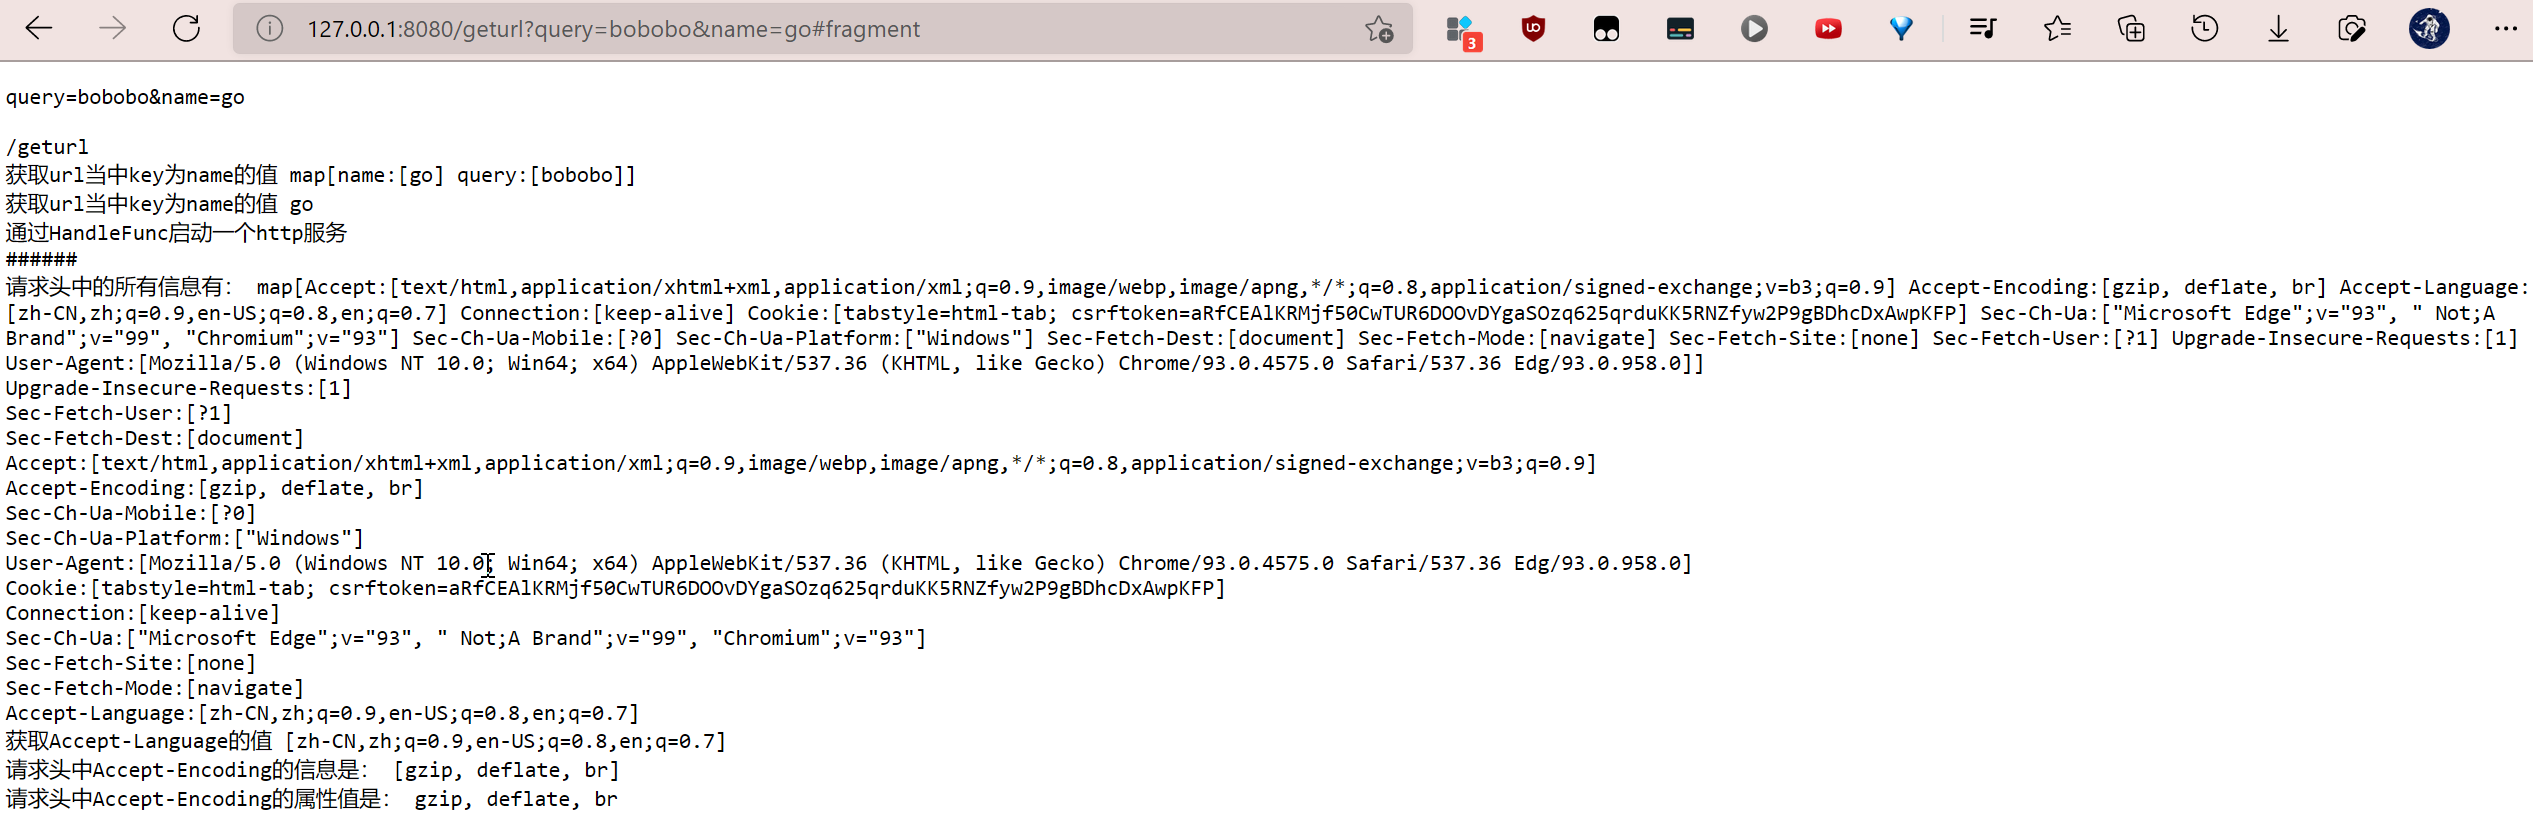 127.0.0.1:8080/geturl?query=bobobo&name=go#fragment
3
query=bobobo&name=go
/geturl
获取url当中key为name的值 map[name:[go] query:[bobobo]]
获取url当中key为name的值 go
通过HandleFunc启动一个http服务
######
请求头中的所有信息有： map[Accept:[text/html,application/xhtml+xml,application/xml;q=0.9,image/webp,image/apng,*/*;q=0.8,application/signed-exchange;v=b3;q=0.9] Accept-Encoding:[gzip, deflate, br] Accept-Language:
[zh-CN,zh;q=0.9,en-US;q=0.8,en;q=0.7] Connection:[keep-alive] Cookie:[tabstyle=html-tab; csrftoken=aRfCEAlKRMjf50CwTUR6DOOvDYgaSOzq625qrduKK5RNZfyw2P9gBDhcDxAwpKFP] Sec-Ch-Ua:["Microsoft Edge";v="93", " Not;A
Brand";v="99", "Chromium";v="93"] Sec-Ch-Ua-Mobile:[?0] Sec-Ch-Ua-Platform:["Windows"] Sec-Fetch-Dest:[document] Sec-Fetch-Mode:[navigate] Sec-Fetch-Site:[none] Sec-Fetch-User:[?1] Upgrade-Insecure-Requests:[1]
User-Agent:[Mozilla/5.0 (Windows NT 10.0; Win64; x64) AppleWebKit/537.36 (KHTML, like Gecko) Chrome/93.0.4575.0 Safari/537.36 Edg/93.0.958.0]]
Upgrade-Insecure-Requests:[1]
Sec-Fetch-User:[?1]
Sec-Fetch-Dest:[document]
Accept:[text/html,application/xhtml+xml,application/xml;q=0.9,image/webp,image/apng,*/*;q=0.8,application/signed-exchange;v=b3;q=0.9]
Accept-Encoding:[gzip, deflate, br]
Sec-Ch-Ua-Mobile:[?0]
Sec-Ch-Ua-Platform:["Windows"]
User-Agent:[Mozilla/5.0 (Windows NT 10.0; Win64; x64) AppleWebKit/537.36 (KHTML, like Gecko) Chrome/93.0.4575.0 Safari/537.36 Edg/93.0.958.0]
Cookie:[tabstyle=html-tab; csrftoken=aRfCEAlKRMjf50CwTUR6DOOvDYgaSOzq625qrduKK5RNZfyw2P9gBDhcDxAwpKFP]
Connection:[keep-alive]
Sec-Ch-Ua:["Microsoft Edge";v="93", " Not;A Brand";v="99", "Chromium";v="93"]
Sec-Fetch-Site:[none]
Sec-Fetch-Mode:[navigate]
Accept-Language:[zh-CN,zh;q=0.9,en-US;q=0.8,en;q=0.7]
获取Accept-Language的值 [zh-CN,zh;q=0.9,en-US;q=0.8,en;q=0.7]
请求头中Accept-Encoding的信息是： [gzip, deflate, br]
请求头中Accept-Encoding的属性值是： gzip, deflate, br